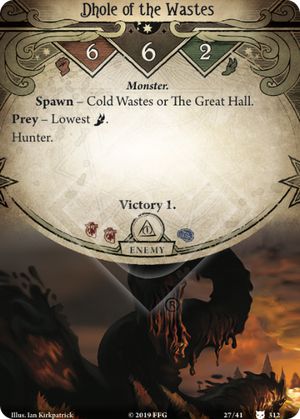 Dhole of the Wastes
6 6 2
Monster.
Spawn – Cold Wastes or The Great Hall.
Prey – Lowest .
Hunter.
Victory 1.
ENEMY
Illus. Ian Kirkpatrick © 2019 FFG 27/41 312